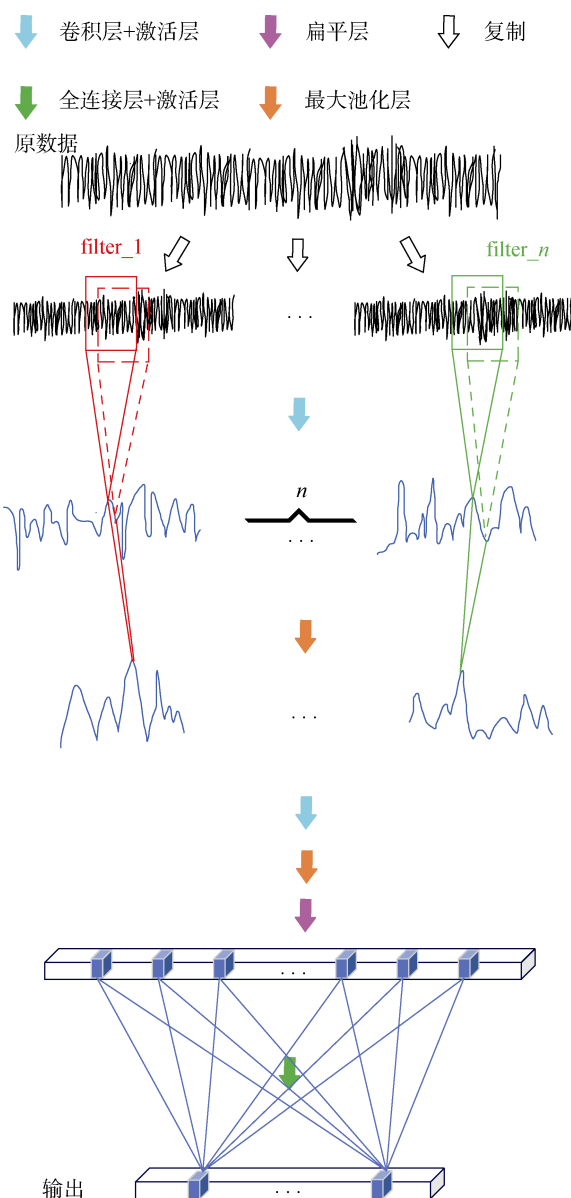 卷积层+激活层 扁平层 复制
全连接层+激活层 最大池化层
原数据
filter_1 filter_n
...
n
...
...
...
输出 ...